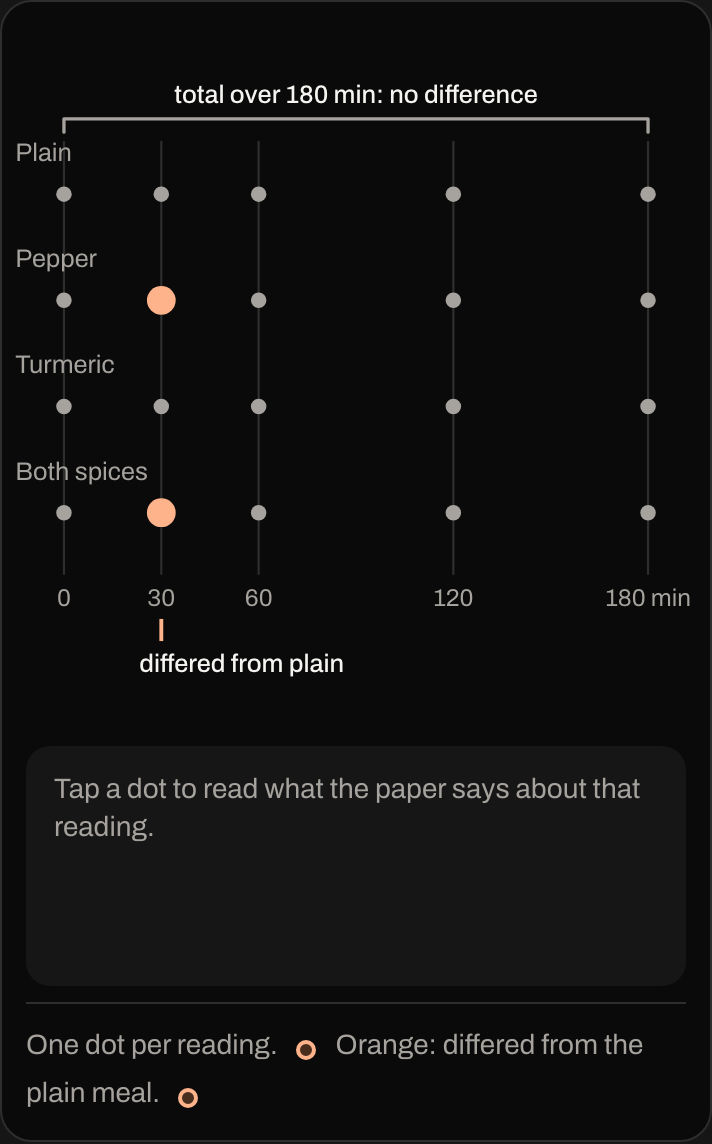 total over 180 min: no difference
Plain
Pepper
Turmeric
Both spices
0 30 60 120 180 min
differed from plain
Tap a dot to read what the paper says about that
reading.
One dot per reading. Orange: differed from the
plain meal.